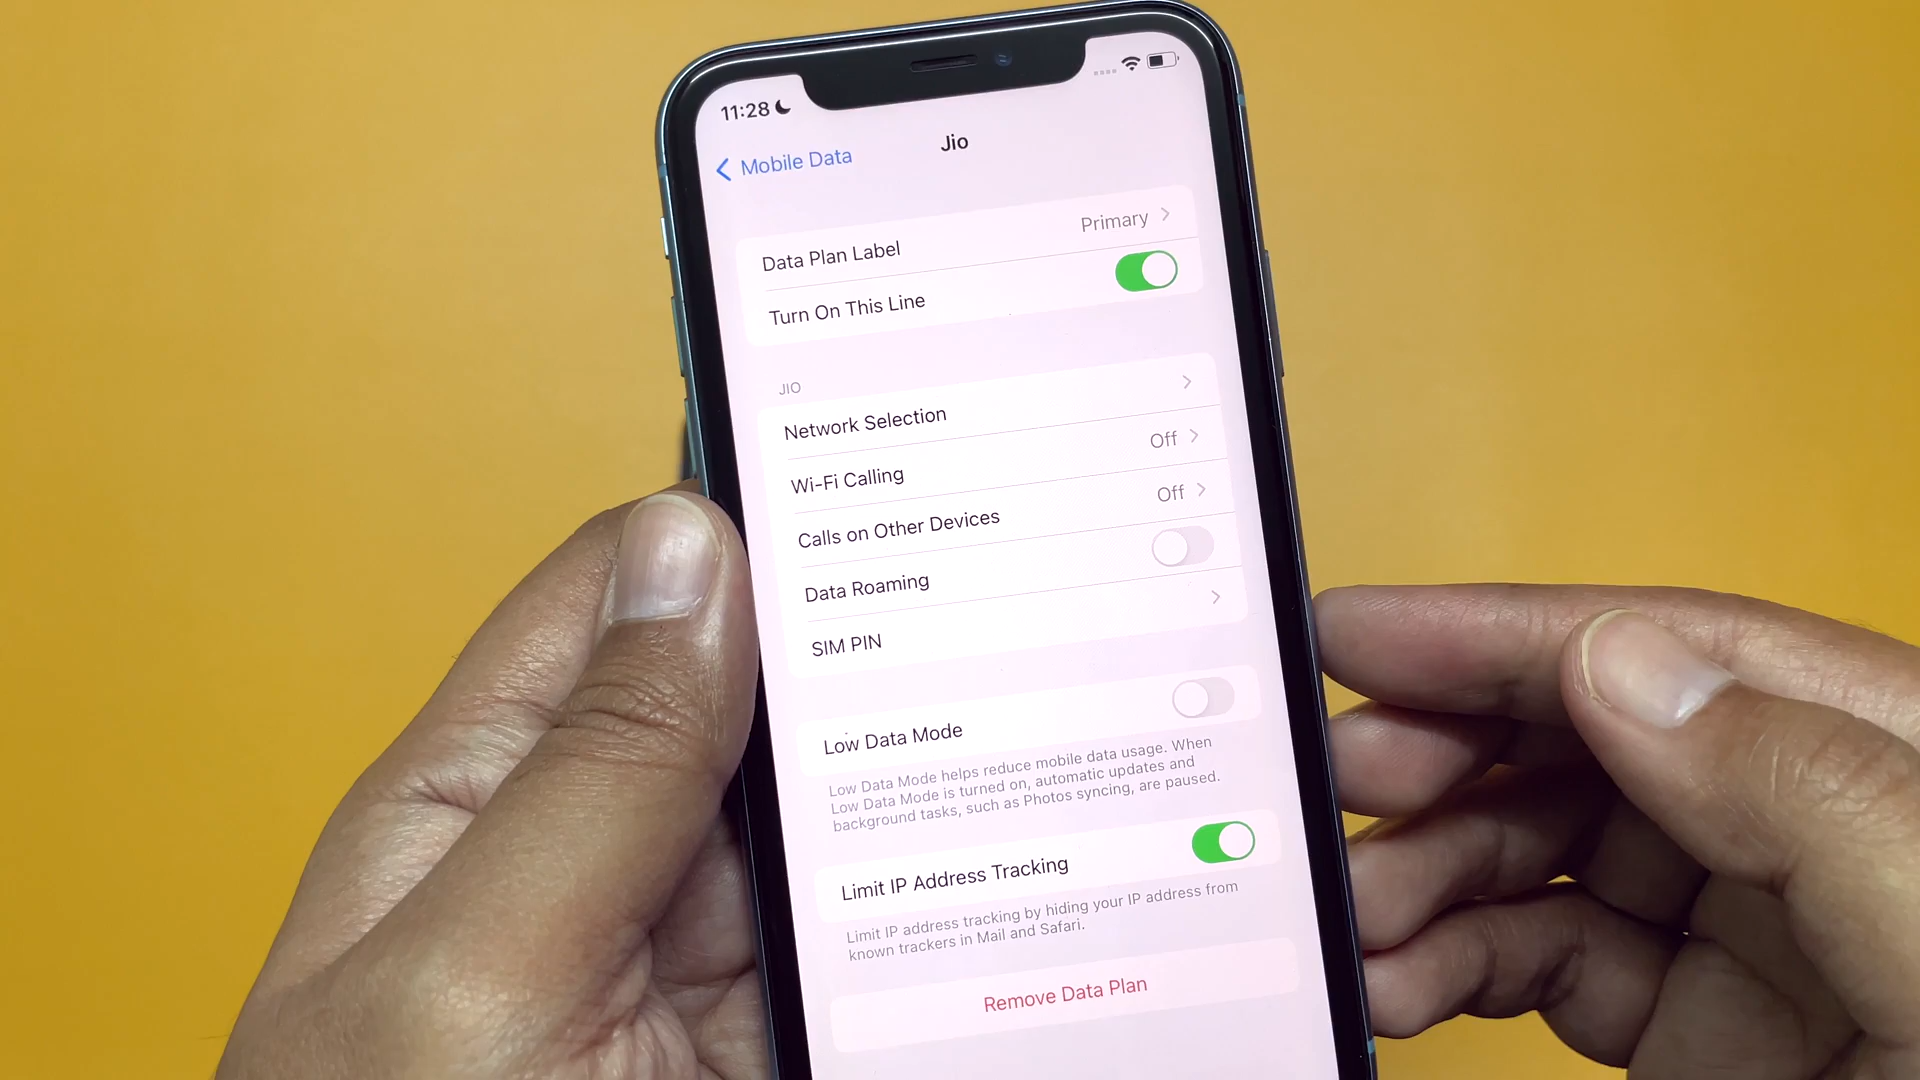 11:28
Mobile Data
Jio
Data Plan Label Primary
Turn On This Line
JIO
Network Selection
Wi-Fi Calling Off
Calls on Other Devices Off
Data Roaming
SIM PIN
Low Data Mode
Low Data Mode helps reduce mobile data usage. When
Low Data Mode is turned on, automatic updates and
background tasks, such as Photos syncing, are paused.
Limit IP Address Tracking
Limit IP address tracking by hiding your IP address from
known trackers in Mail and Safari.
Remove Data Plan